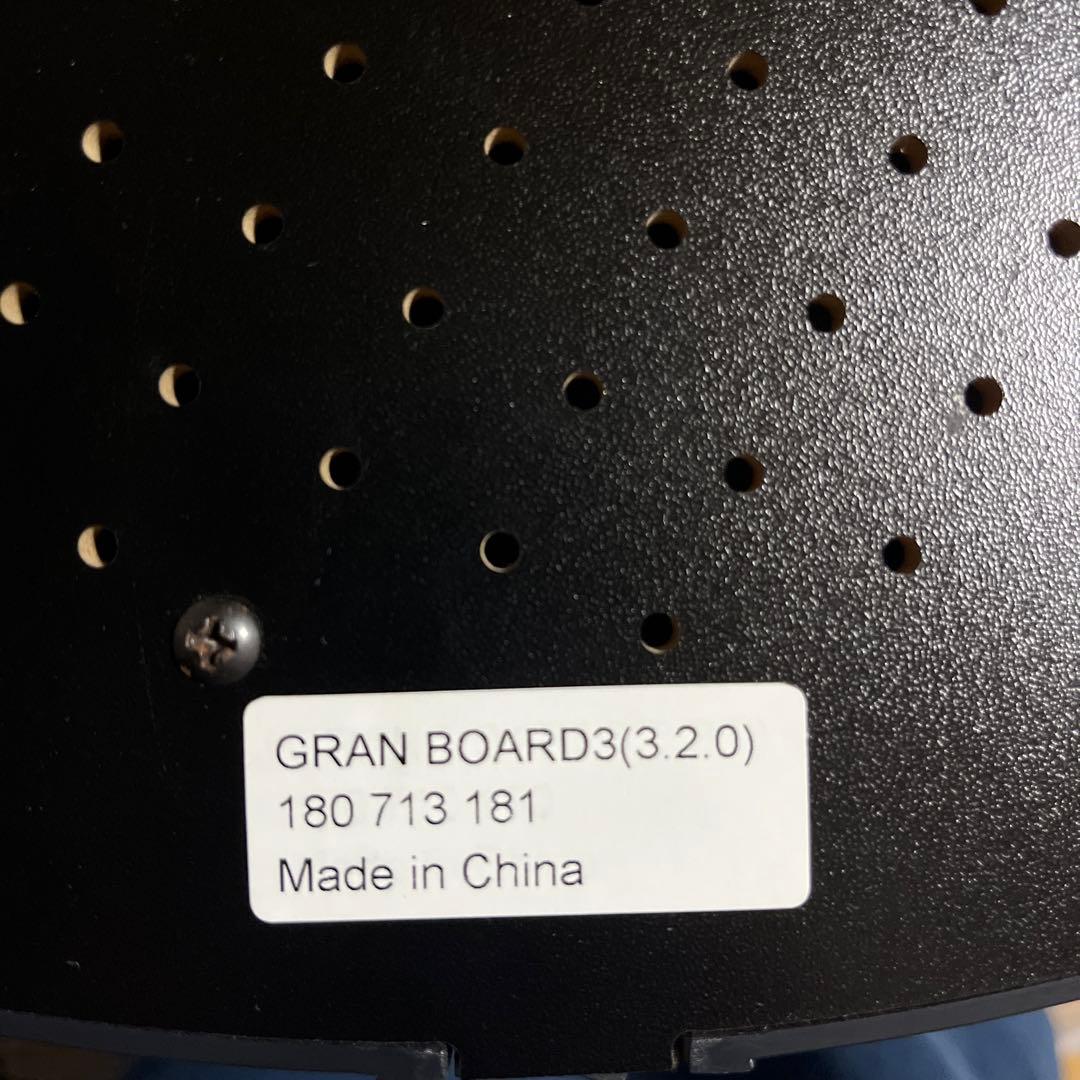 GRAN BOARD3(3.2.0)
180 713 181
Made in China